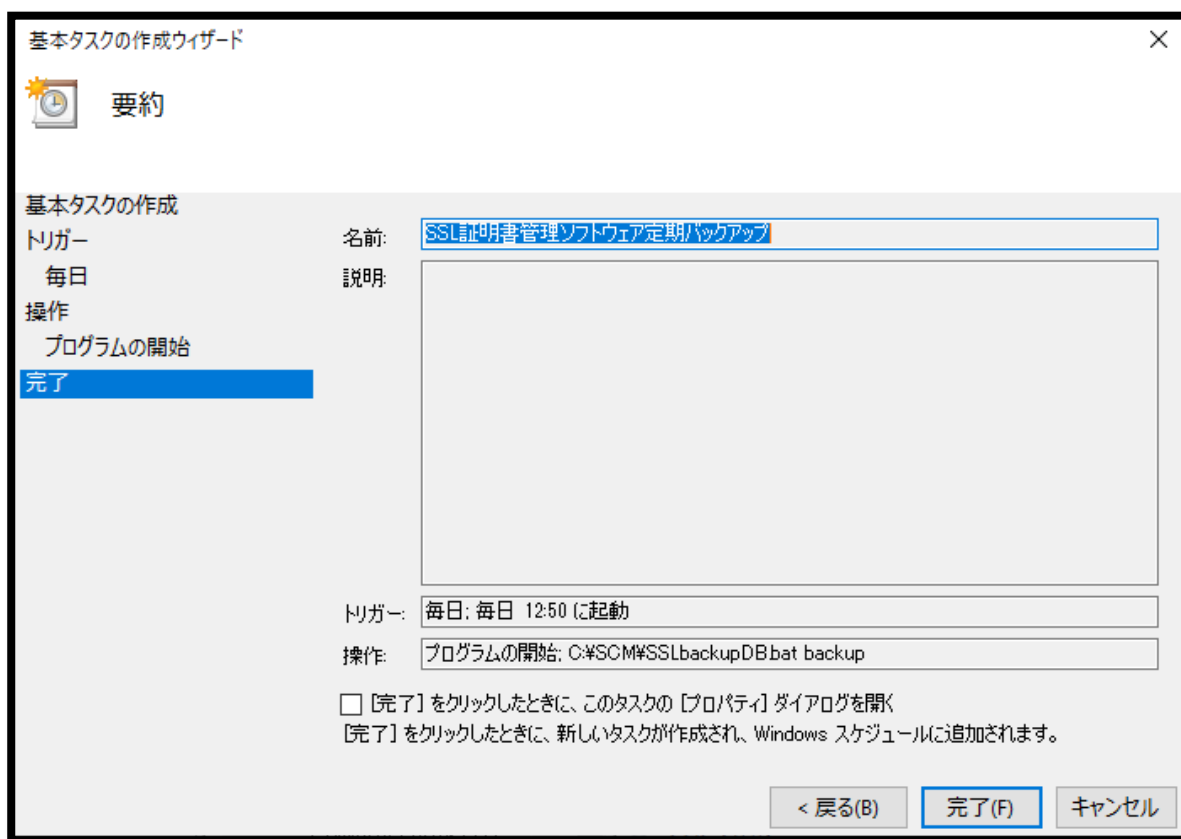 基本タスクの作成ウィザード
要約
基本タスクの作成
トリガー
毎日
操作
プログラムの開始
完了
名前: SSL証明書管理ソフトウェア定期バックアップ
説明:
トリガー: 毎日; 毎日 12:50 に起動
操作: プログラムの開始; C:¥SCM¥SSLbackupDB.bat backup
[完了] をクリックしたときに、このタスクの [プロパティ] ダイアログを開く
[完了] をクリックしたときに、新しいタスクが作成され、Windows スケジュールに追加されます。
< 戻る(B) 完了(F) キャンセル